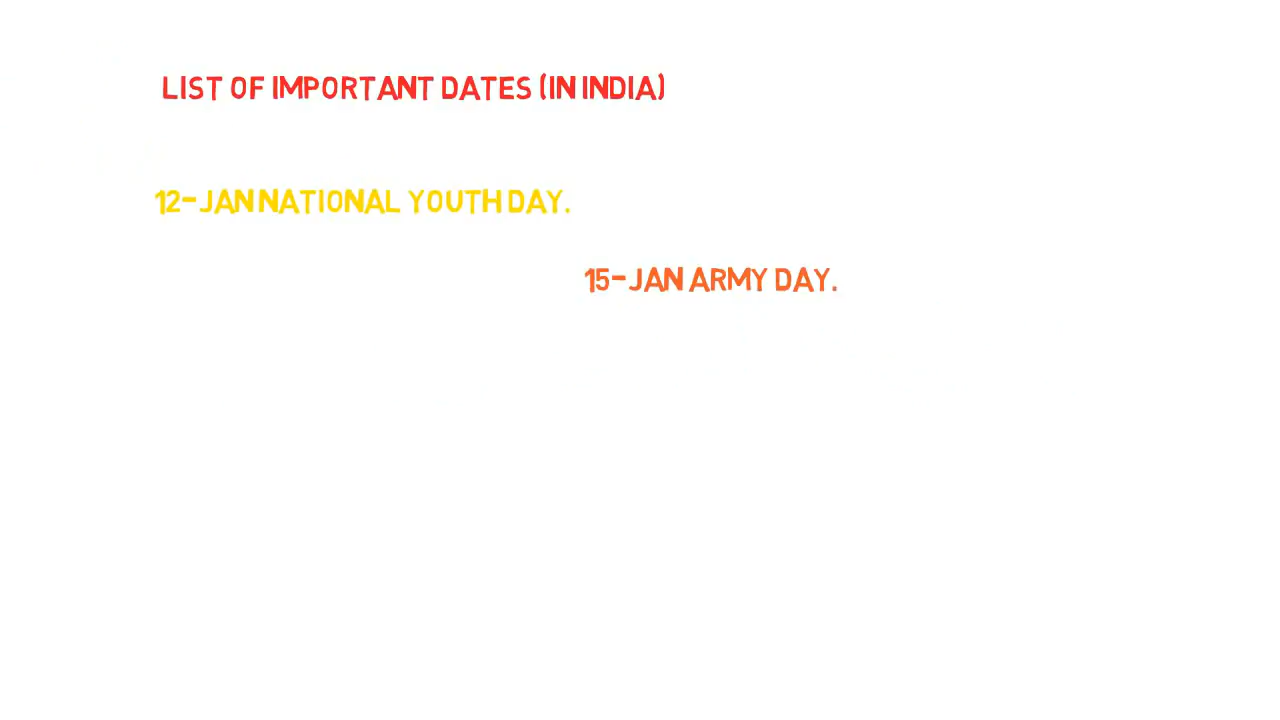 LIST OF IMPORTANT DATES (IN INDIA)
12-JAN NATIONAL YOUTH DAY.
15-JAN ARMY DAY.